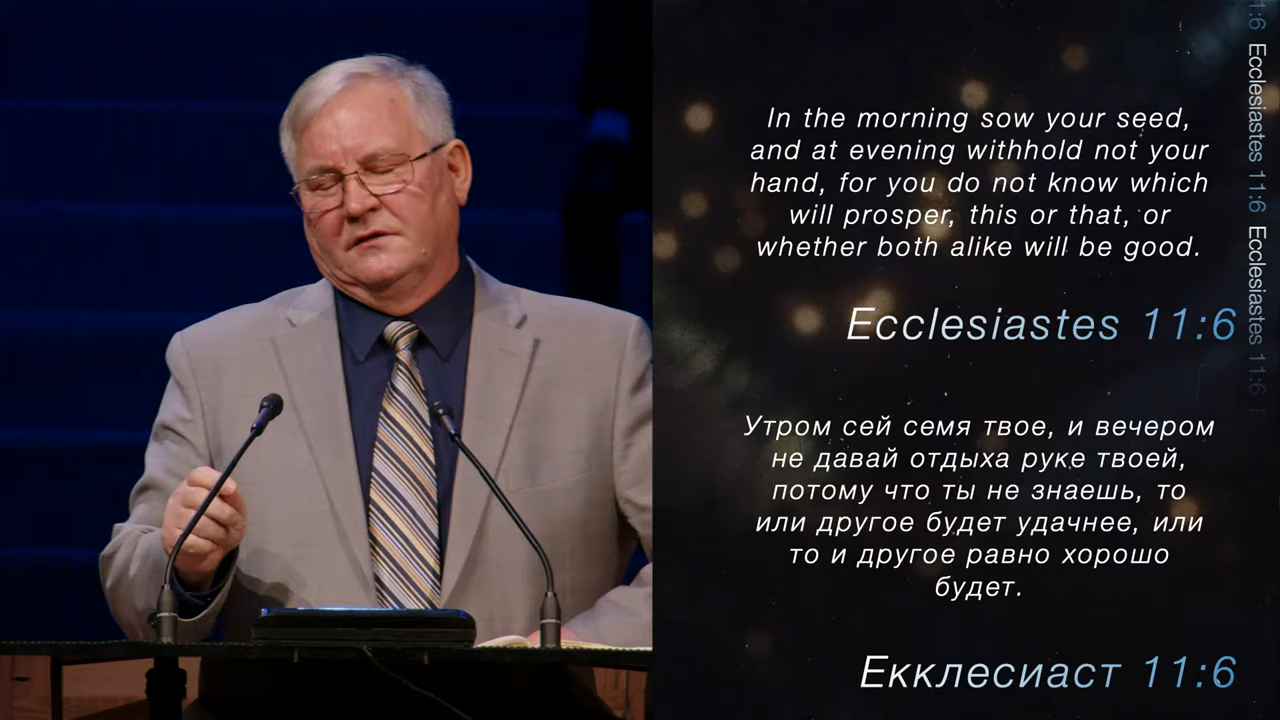 In the morning sow your seed,
and at evening withhold not your
hand, for you do not know which
will prosper, this or that, or
whether both alike will be good.
Ecclesiastes 11:6
Утром сей семя твое, и вечером
не давай отдыха руке твоей,
потому что ты не знаешь, то
или другое будет удачнее, или
то и другое равно хорошо
будет.
Екклесиаст 11:6
1:6 Ecclesiastes 11:6 Ecclesiastes 11:6